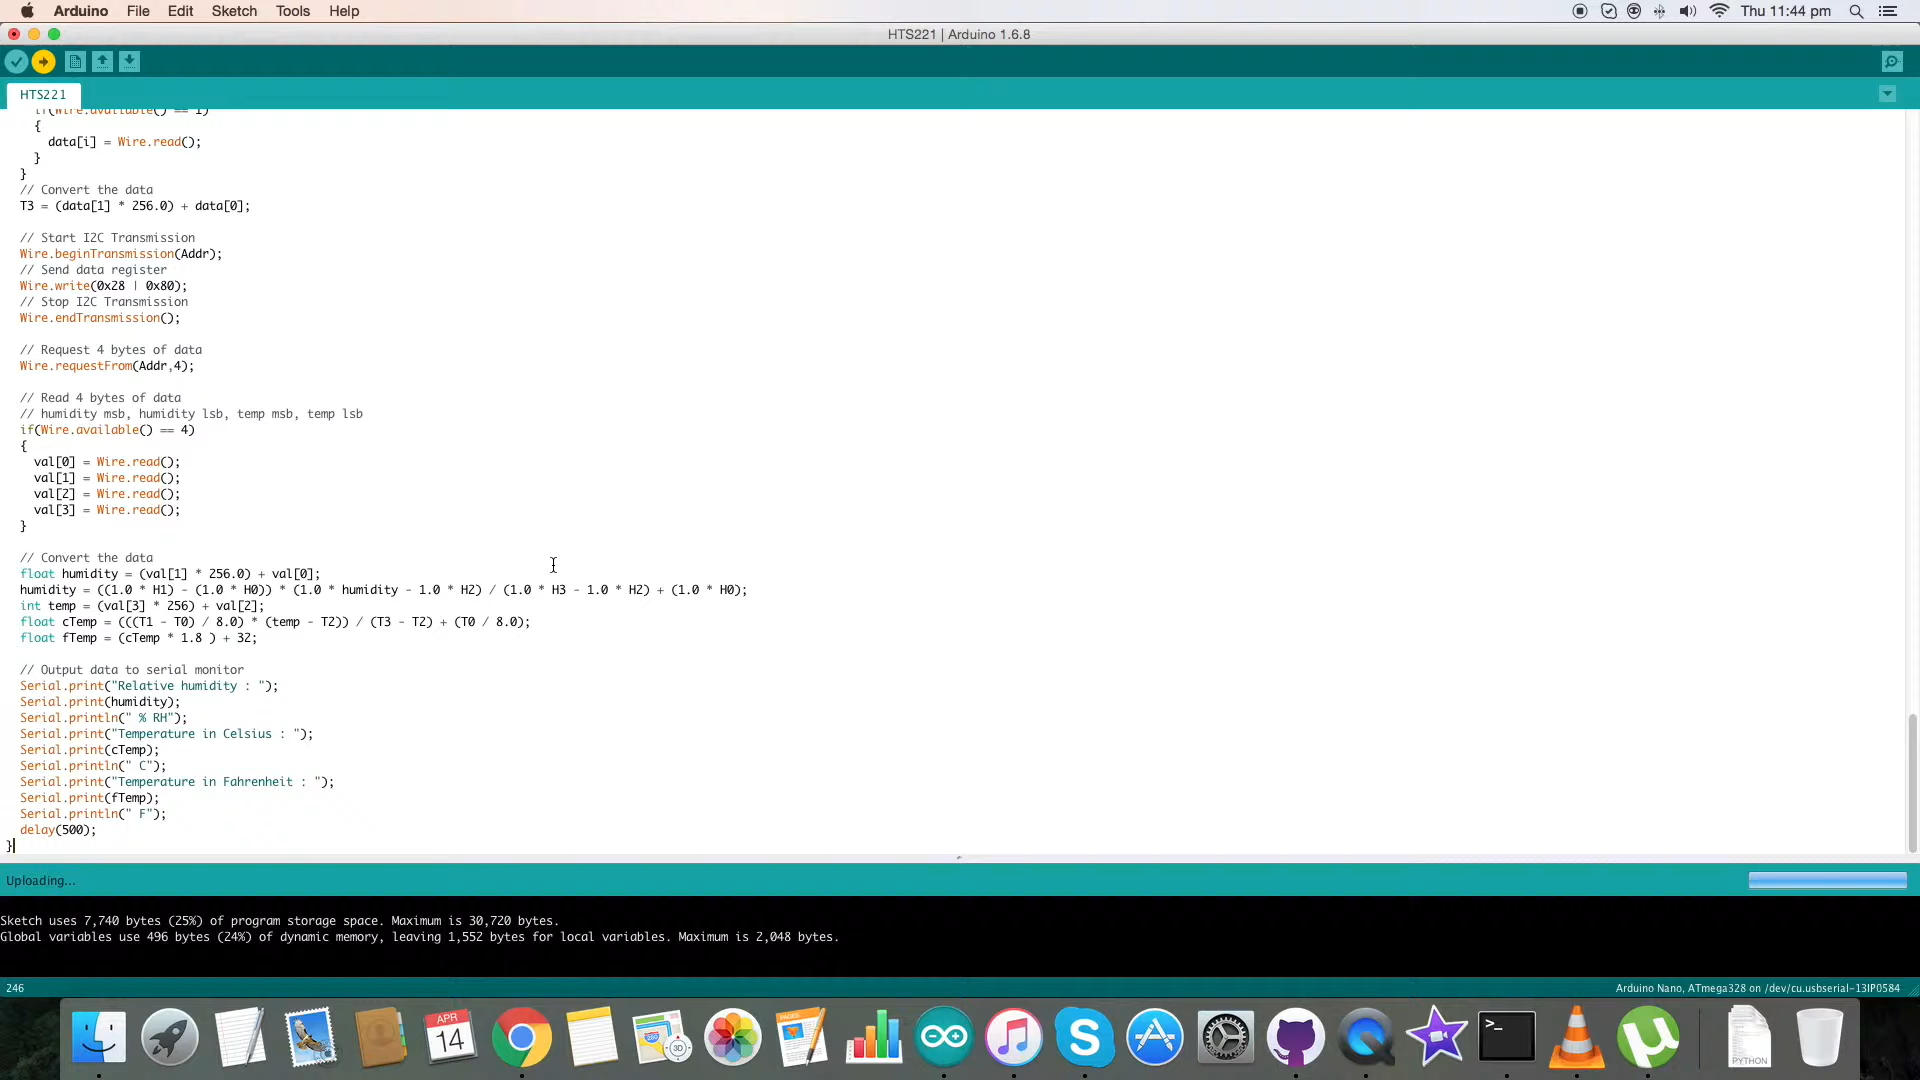 Arduino File Edit Sketch Tools Help Thu 11:44 pm
HTS221 | Arduino 1.6.8
HTS221
if(Wire.available() == 1)
{
data[i] = Wire.read();
}
}
// Convert the data
T3 = (data[1] * 256.0) + data[0];
// Start I2C Transmission
Wire.beginTransmission(Addr);
// Send data register
Wire.write(0x28 | 0x80);
// Stop I2C Transmission
Wire.endTransmission();
// Request 4 bytes of data
Wire.requestFrom(Addr,4);
// Read 4 bytes of data
// humidity msb, humidity lsb, temp msb, temp lsb
if(Wire.available() == 4)
{
val[0] = Wire.read();
val[1] = Wire.read();
val[2] = Wire.read();
val[3] = Wire.read();
}
// Convert the data
float humidity = (val[1] * 256.0) + val[0];
humidity = ((1.0 * H1) - (1.0 * H0)) * (1.0 * humidity - 1.0 * H2) / (1.0 * H3 - 1.0 * H2) + (1.0 * H0);
int temp = (val[3] * 256) + val[2];
float cTemp = (((T1 - T0) / 8.0) * (temp - T2)) / (T3 - T2) + (T0 / 8.0);
float fTemp = (cTemp * 1.8 ) + 32;
// Output data to serial monitor
Serial.print("Relative humidity : ");
Serial.print(humidity);
Serial.println(" % RH");
Serial.print("Temperature in Celsius : ");
Serial.print(cTemp);
Serial.println(" C");
Serial.print("Temperature in Fahrenheit : ");
Serial.print(fTemp);
Serial.println(" F");
delay(500);
}
Uploading...
Sketch uses 7,740 bytes (25%) of program storage space. Maximum is 30,720 bytes.
Global variables use 496 bytes (24%) of dynamic memory, leaving 1,552 bytes for local variables. Maximum is 2,048 bytes.
246 Arduino Nano, ATmega328 on /dev/cu.usbserial-13IP0584
APR
14
PAGES
280
3D
>_
PYTHON